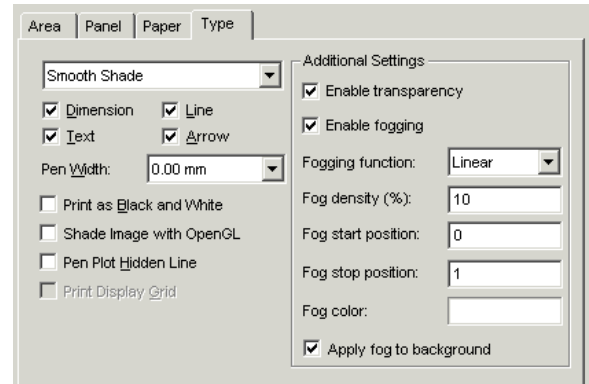 Area Panel Paper Type
Smooth Shade
Dimension Line
Text Arrow
Pen Width: 0.00 mm
Print as Black and White
Shade Image with OpenGL
Pen Plot Hidden Line
Print Display Grid
Additional Settings
Enable transparency
Enable fogging
Fogging function: Linear
Fog density (%): 10
Fog start position: 0
Fog stop position: 1
Fog color:
Apply fog to background